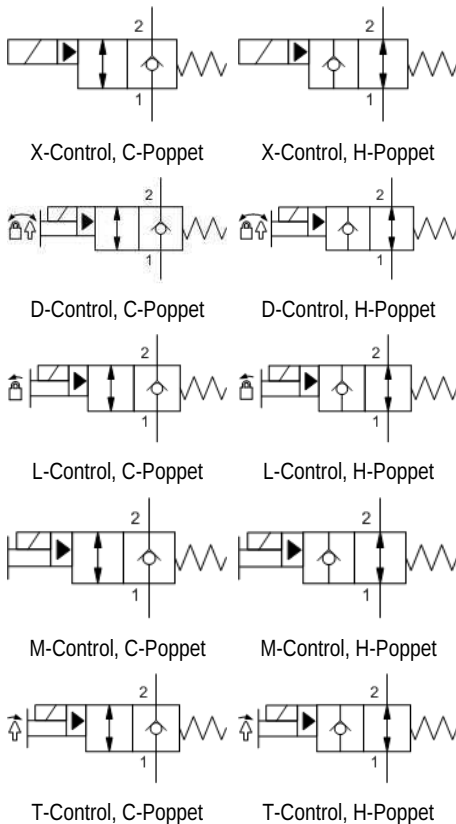 2 2
1 1
X-Control, C-Poppet X-Control, H-Poppet
2 2
1 1
D-Control, C-Poppet D-Control, H-Poppet
2 2
1 1
L-Control, C-Poppet L-Control, H-Poppet
2 2
1 1
M-Control, C-Poppet M-Control, H-Poppet
2 2
1 1
T-Control, C-Poppet T-Control, H-Poppet